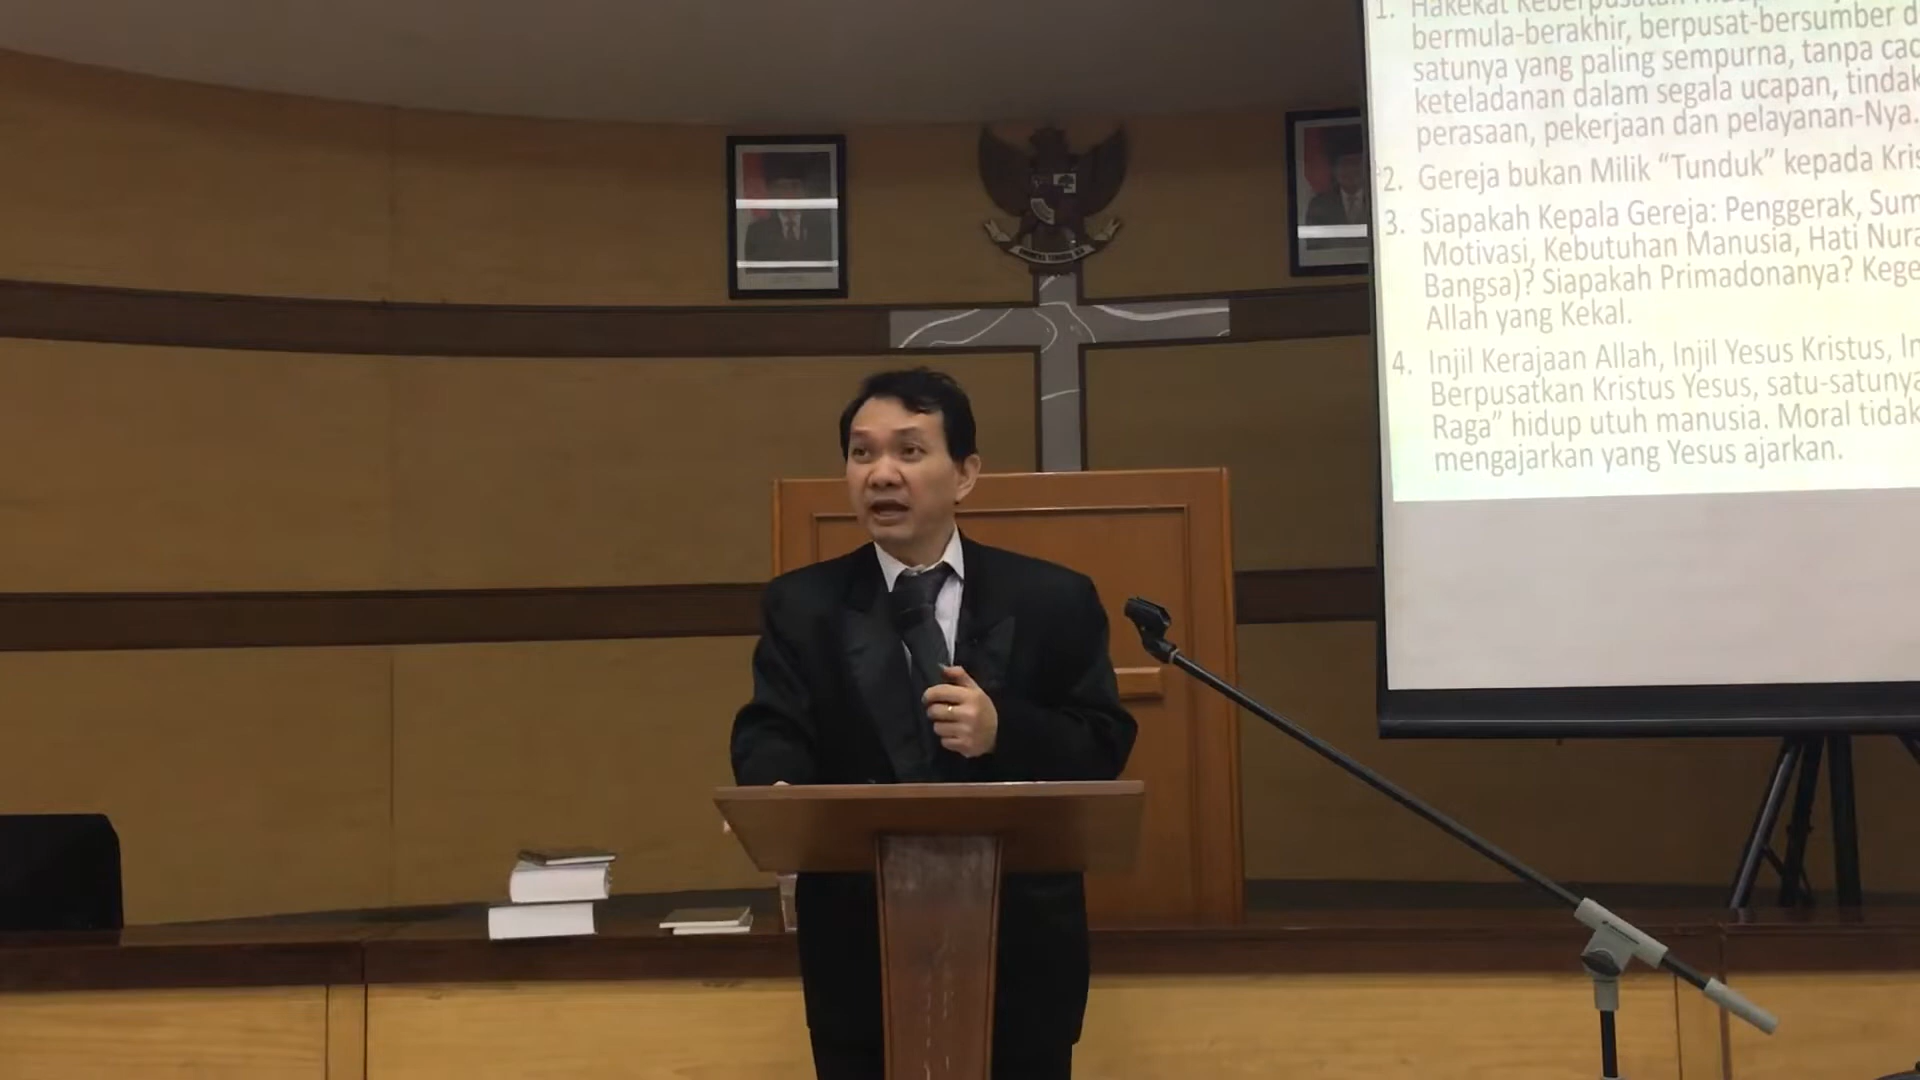 1. Hakekat Keberpusatan
bermula-berakhir, berpusat-bersumber
satunya yang paling sempurna, tanpa
keteladanan dalam segala ucapan,
perasaan, pekerjaan dan pelayanan-Nya.
2. Gereja bukan Milik “Tunduk” kepada
3. Siapakah Kepala Gereja: Penggerak,
Motivasi, Kebutuhan Manusia, Hati
Bangsa)? Siapakah Primadonanya?
Allah yang Kekal.
4. Injil Kerajaan Allah, Injil Yesus Kristus,
Berpusatkan Kristus Yesus, satu-satunya
Raga” hidup utuh manusia. Moral tidak
mengajarkan yang Yesus ajarkan.